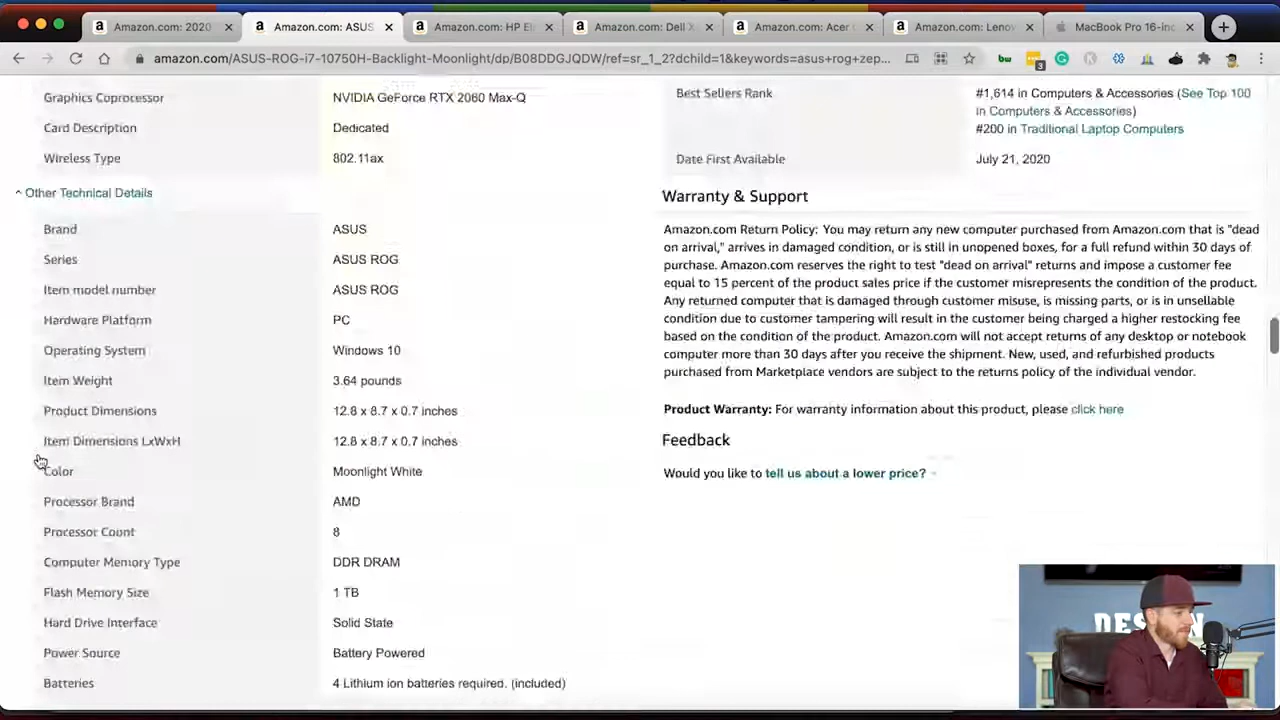 Amazon.com: 2020
Amazon.com: ASUS
Amazon.com: HP El
Amazon.com: Dell X
Amazon.com: Acer
Amazon.com: Lenov
MacBook Pro 16-inc
amazon.com/ASUS-ROG-i7-10750H-Backlight-Moonlight/dp/B08DDGJQDW/ref=sr_1_2?dchild=1&keywords=asus+rog+zep...
3
Graphics Coprocessor NVIDIA GeForce RTX 2060 Max-Q
Card Description Dedicated
Wireless Type 802.11ax
Other Technical Details
Brand ASUS
Series ASUS ROG
Item model number ASUS ROG
Hardware Platform PC
Operating System Windows 10
Item Weight 3.64 pounds
Product Dimensions 12.8 x 8.7 x 0.7 inches
Item Dimensions LxWxH 12.8 x 8.7 x 0.7 inches
Color Moonlight White
Processor Brand AMD
Processor Count 8
Computer Memory Type DDR DRAM
Flash Memory Size 1 TB
Hard Drive Interface Solid State
Power Source Battery Powered
Batteries 4 Lithium ion batteries required. (included)
Best Sellers Rank #1,614 in Computers & Accessories (See Top 100
in Computers & Accessories)
#200 in Traditional Laptop Computers
Date First Available July 21, 2020
Warranty & Support
Amazon.com Return Policy: You may return any new computer purchased from Amazon.com that is "dead
on arrival," arrives in damaged condition, or is still in unopened boxes, for a full refund within 30 days of
purchase. Amazon.com reserves the right to test "dead on arrival" returns and impose a customer fee
equal to 15 percent of the product sales price if the customer misrepresents the condition of the product.
Any returned computer that is damaged through customer misuse, is missing parts, or is in unsellable
condition due to customer tampering will result in the customer being charged a higher restocking fee
based on the condition of the product. Amazon.com will not accept returns of any desktop or notebook
computer more than 30 days after you receive the shipment. New, used, and refurbished products
purchased from Marketplace vendors are subject to the returns policy of the individual vendor.
Product Warranty: For warranty information about this product, please click here
Feedback
Would you like to tell us about a lower price?